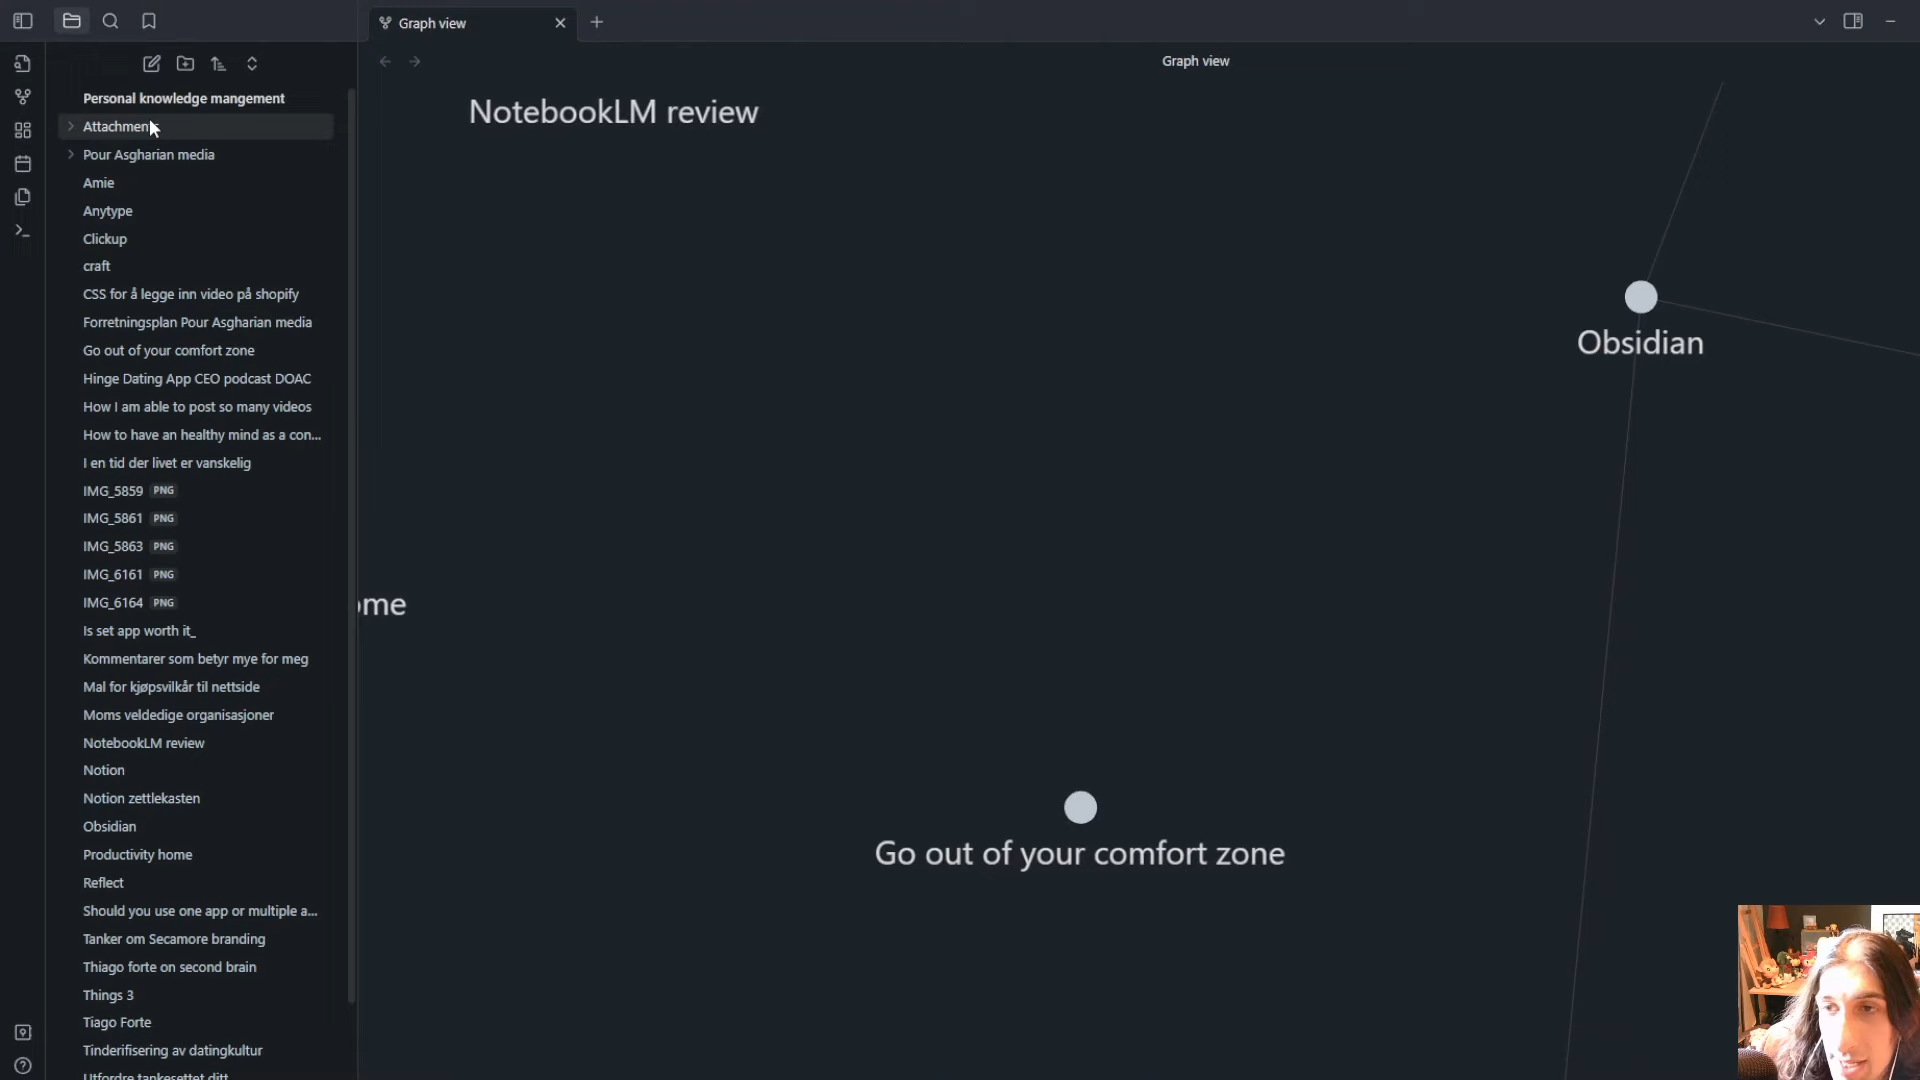 Graph view
Graph view
Personal knowledge mangement
Attachment
Pour Asgharian media
Amie
Anytype
Clickup
craft
CSS for å legge inn video på shopify
Forretningsplan Pour Asgharian media
Go out of your comfort zone
Hinge Dating App CEO podcast DOAC
How I am able to post so many videos
How to have an healthy mind as a con...
I en tid der livet er vanskelig
IMG_5859 PNG
IMG_5861 PNG
IMG_5863 PNG
IMG_6161 PNG
IMG_6164 PNG
Is set app worth it_
Kommentarer som betyr mye for meg
Mal for kjøpsvilkår til nettside
Moms veldedige organisasjoner
NotebookLM review
Notion
Notion zettlekasten
Obsidian
Productivity home
Reflect
Should you use one app or multiple a...
Tanker om Secamore branding
Thiago forte on second brain
Things 3
Tiago Forte
Tinderifisering av datingkultur
Utfordre tankesettet ditt
NotebookLM review
Obsidian
ome
Go out of your comfort zone